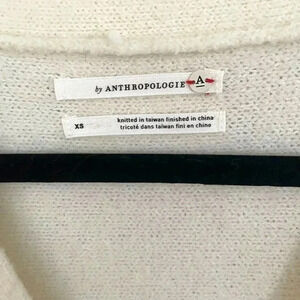 by ANTHROPOLOGIE A
XS
knitted in taiwan finished in china
tricoté dans taiwan fini en chine